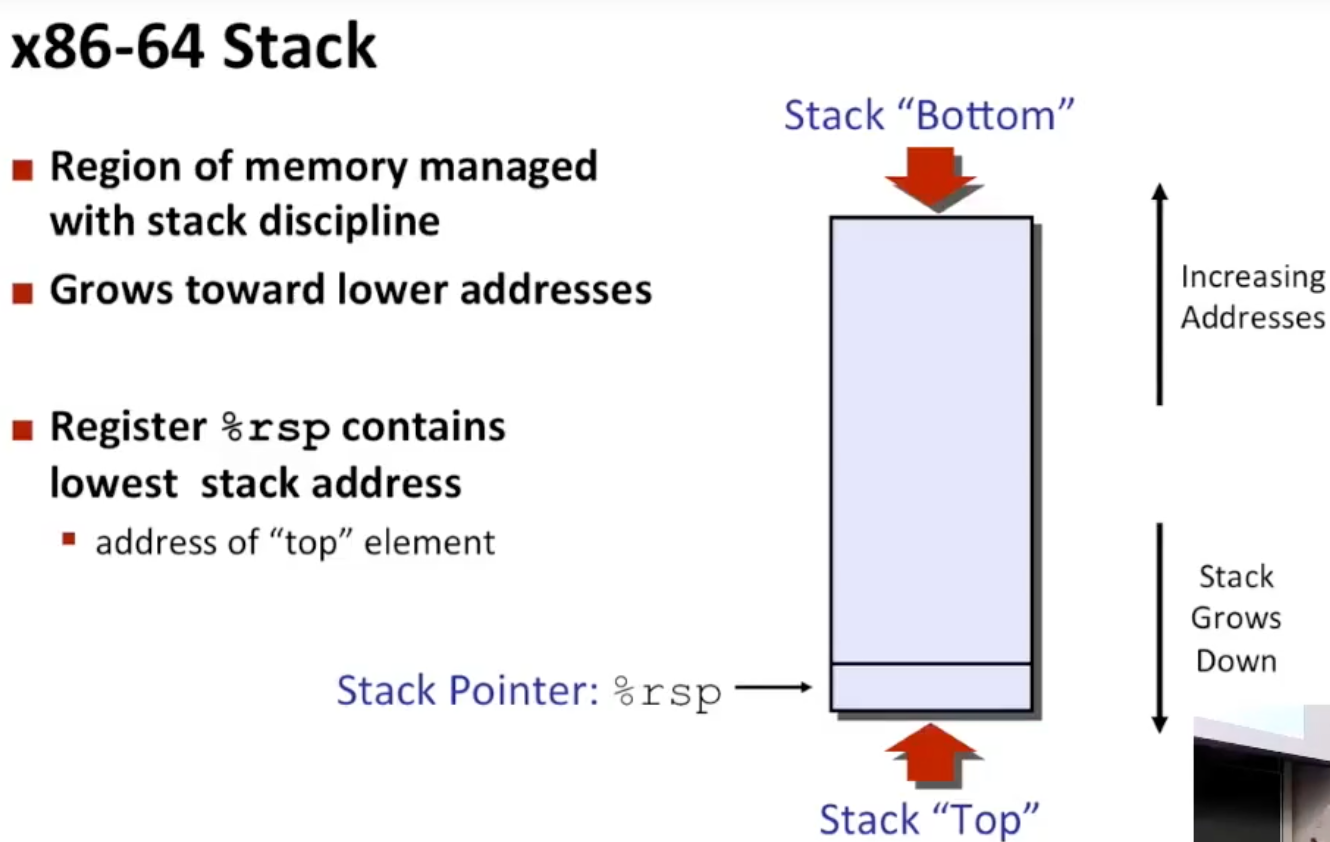 x86-64 Stack
Region of memory managed
with stack discipline
Grows toward lower addresses
Register %rsp contains
lowest stack address
address of “top” element
Stack Pointer: %rsp
Stack “Bottom”
Increasing
Addresses
Stack
Grows
Down
Stack “Top”